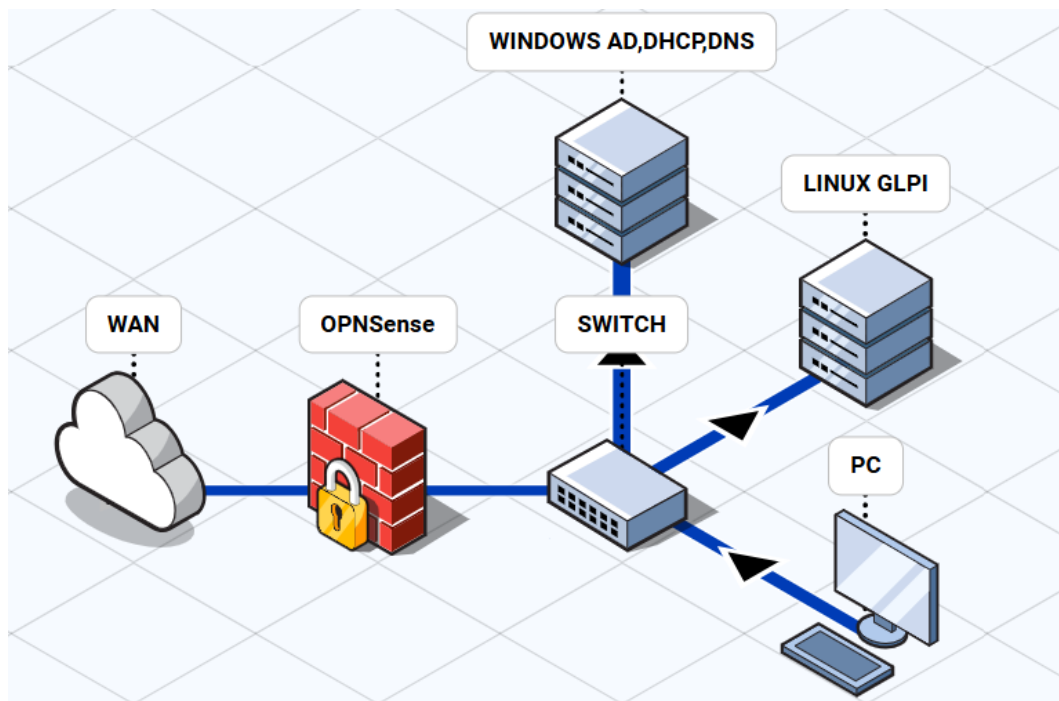 WINDOWS AD,DHCP,DNS
LINUX GLPI
WAN
OPNSense
SWITCH
PC